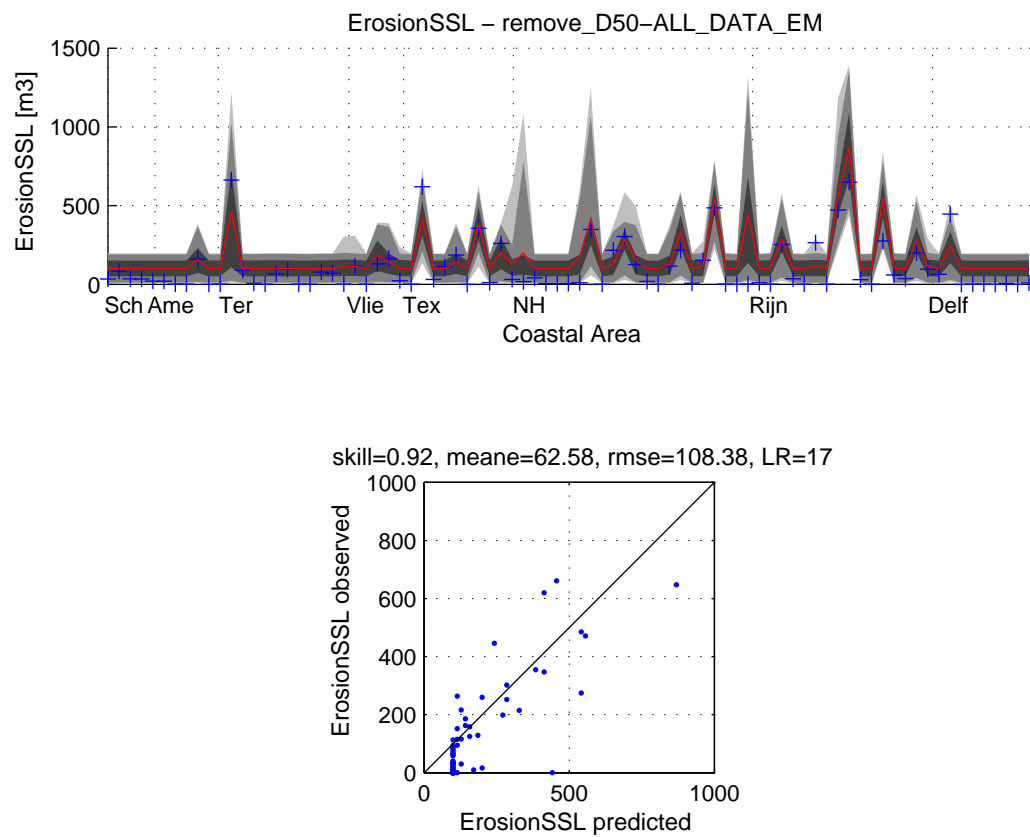 ErosionSSL − remove_D50−ALL_DATA_EM
1500
1000
500
0
ErosionSSL [m3]
Sch Ame Ter Vlie Tex NH Rijn Delf
Coastal Area
skill=0.92, meane=62.58, rmse=108.38, LR=17
1000
800
600
400
200
0
ErosionSSL observed
0 500 1000
ErosionSSL predicted